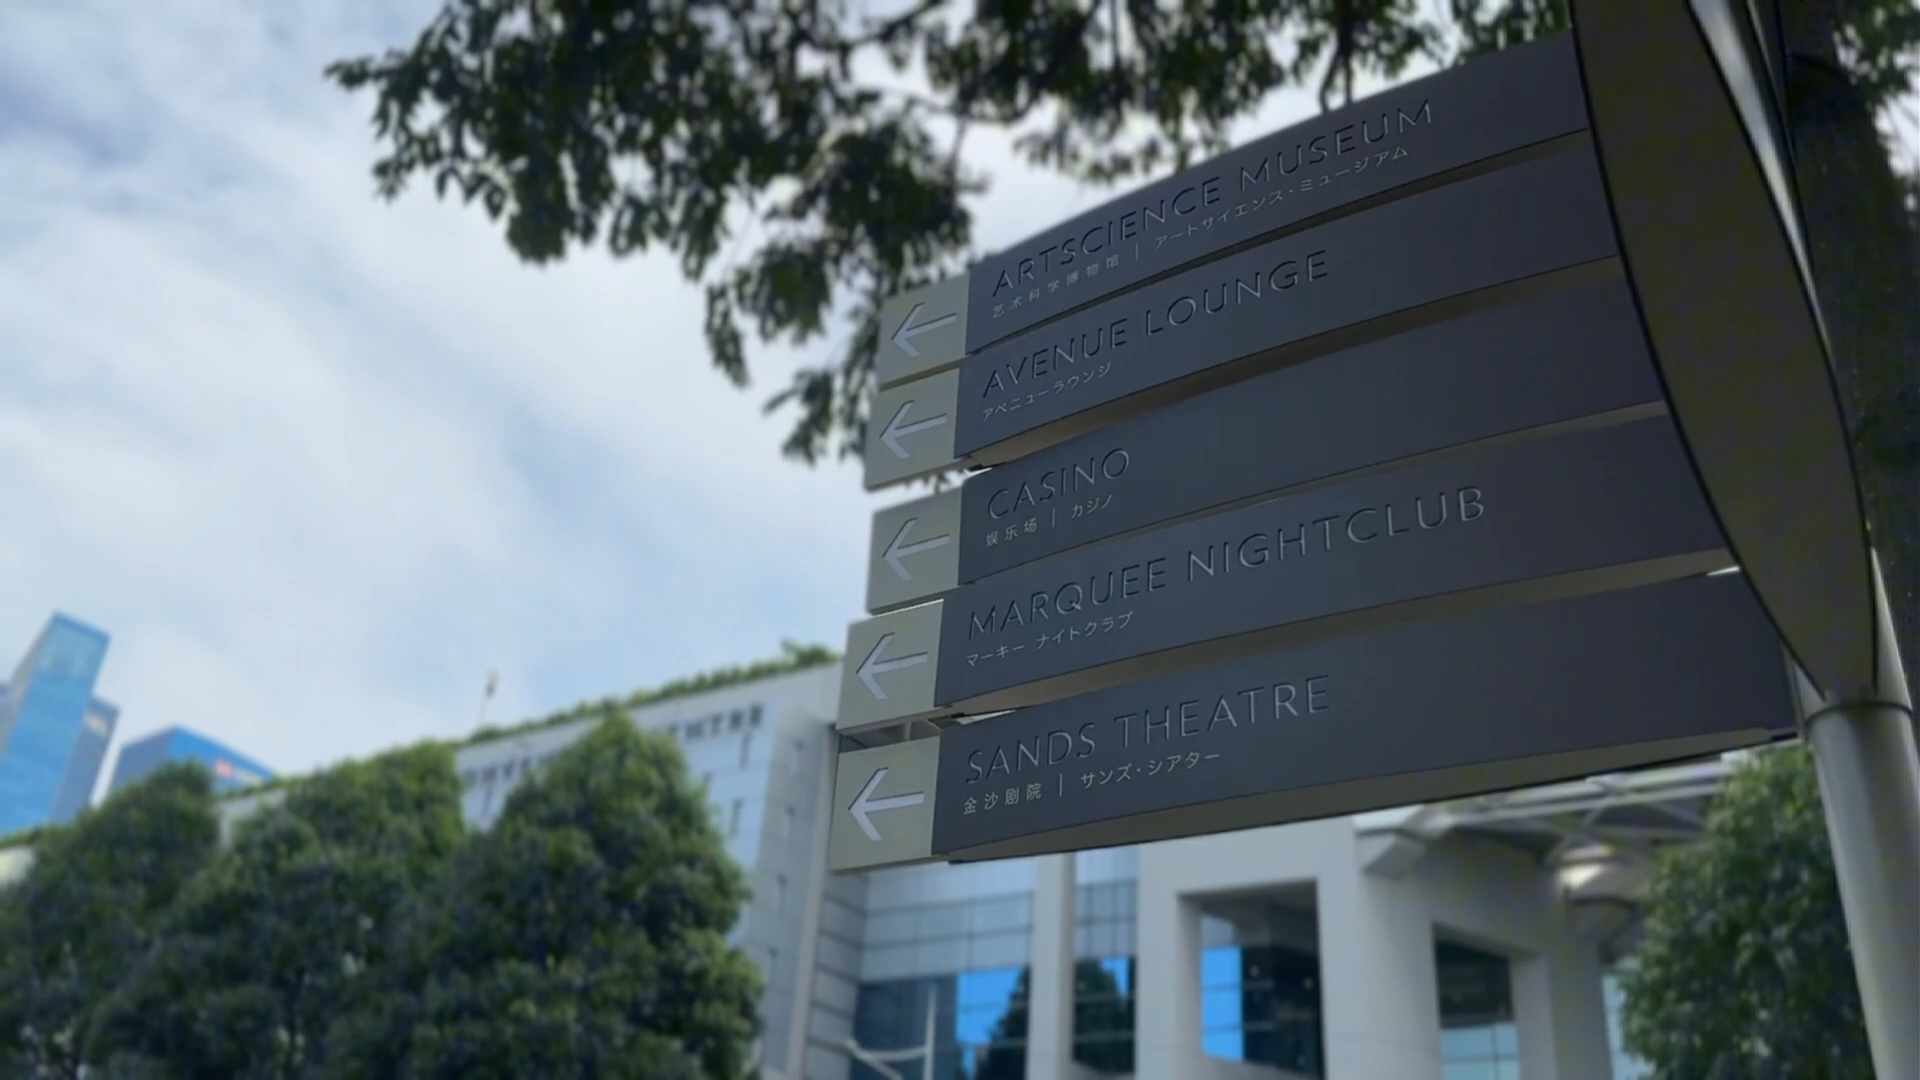 ARTSCIENCE MUSEUM
艺术科学博物馆 | アートサイエンス・ミュージアム
AVENUE LOUNGE
アベニューラウンジ
CASINO
娱乐场 | カジノ
MARQUEE NIGHTCLUB
マーキー ナイトクラブ
SANDS THEATRE
金沙剧院 | サンズ・シアター